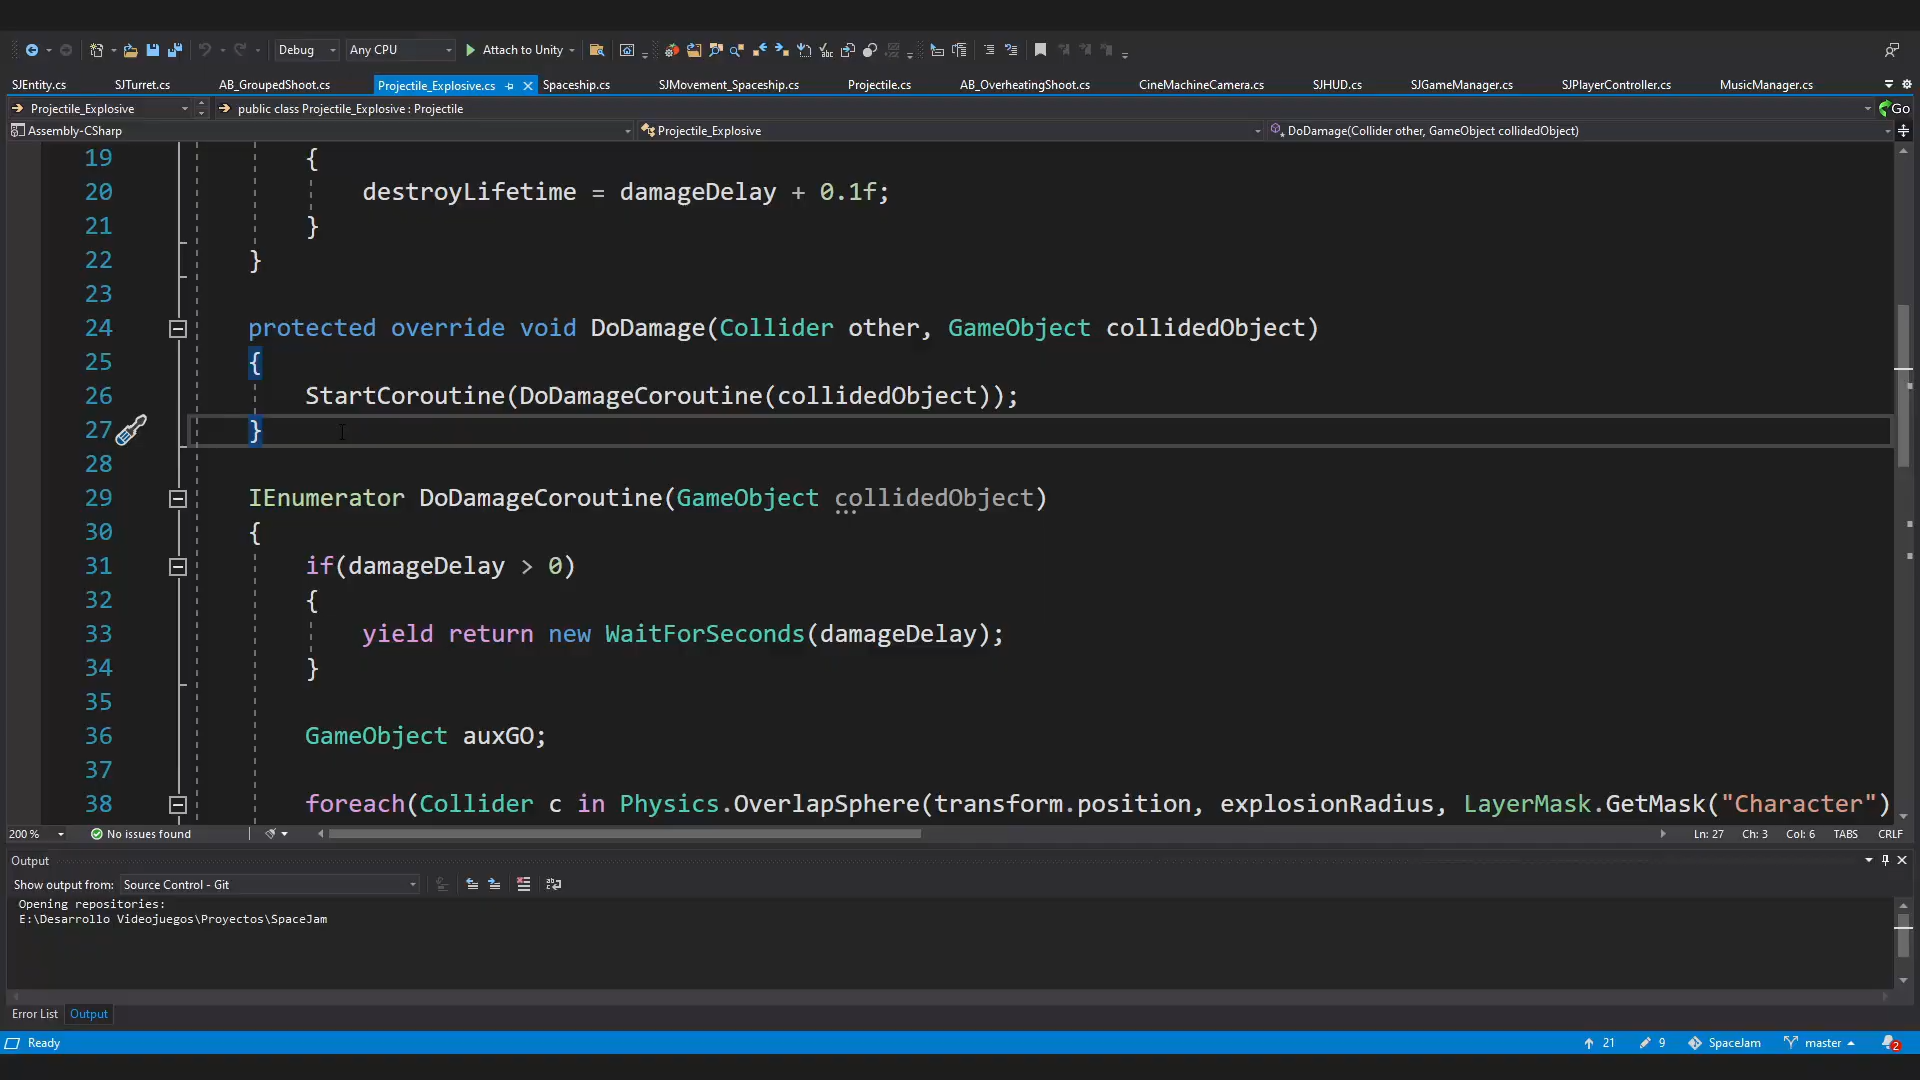 Debug Any CPU Attach to Unity
SJEntity.cs SJTurret.cs AB_GroupedShoot.cs Projectile_Explosive.cs Spaceship.cs SJMovement_Spaceship.cs Projectile.cs AB_OverheatingShoot.cs CineMachineCamera.cs SJHUD.cs SJGameManager.cs SJPlayerController.cs MusicManager.cs
Projectile_Explosive public class Projectile_Explosive : Projectile Go
Assembly-CSharp Projectile_Explosive DoDamage(Collider other, GameObject collidedObject)
19 {
20 destroyLifetime = damageDelay + 0.1f;
21 }
22 }
23
24 protected override void DoDamage(Collider other, GameObject collidedObject)
25 {
26 StartCoroutine(DoDamageCoroutine(collidedObject));
27 }
28
29 IEnumerator DoDamageCoroutine(GameObject collidedObject)
30 {
31 if(damageDelay > 0)
32 {
33 yield return new WaitForSeconds(damageDelay);
34 }
35
36 GameObject auxGO;
37
38 foreach(Collider c in Physics.OverlapSphere(transform.position, explosionRadius, LayerMask.GetMask("Character")
200 % No issues found Ln: 27 Ch: 3 Col: 6 TABS CRLF
Output
Show output from: Source Control - Git
Opening repositories:
E:\Desarrollo Videojuegos\Proyectos\SpaceJam
Error List Output
Ready 21 9 SpaceJam master 2